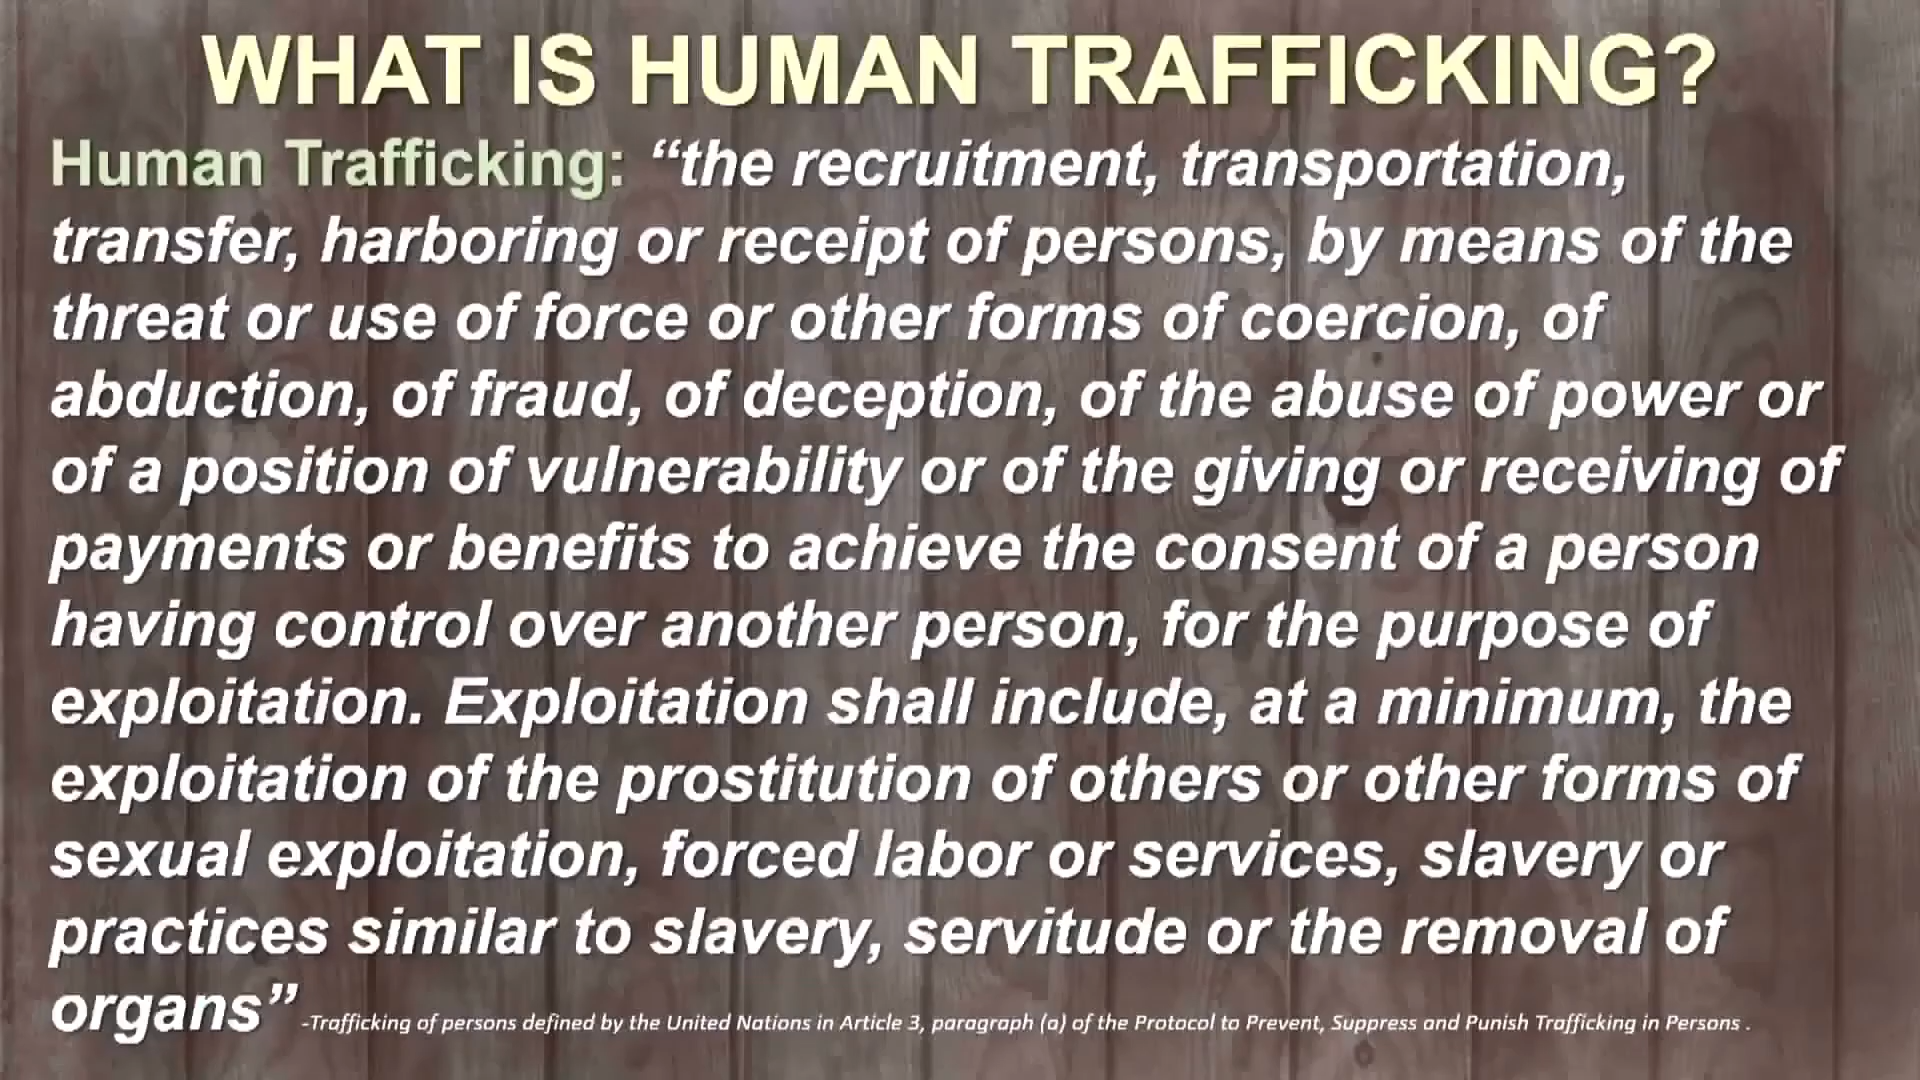 WHAT IS HUMAN TRAFFICKING?
Human Trafficking: “the recruitment, transportation,
transfer, harboring or receipt of persons, by means of the
threat or use of force or other forms of coercion, of
abduction, of fraud, of deception, of the abuse of power or
of a position of vulnerability or of the giving or receiving of
payments or benefits to achieve the consent of a person
having control over another person, for the purpose of
exploitation. Exploitation shall include, at a minimum, the
exploitation of the prostitution of others or other forms of
sexual exploitation, forced labor or services, slavery or
practices similar to slavery, servitude or the removal of
organs” -Trafficking of persons defined by the United Nations in Article 3, paragraph (a) of the Protocol to Prevent, Suppress and Punish Trafficking in Persons .